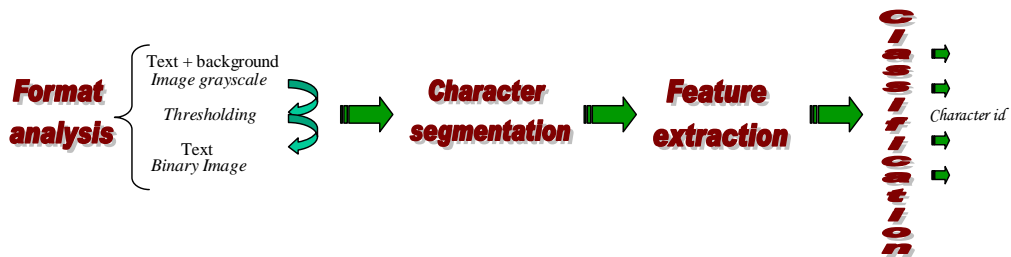 Format
analysis
Text + background
Image grayscale
Thresholding
Text
Binary Image
Character
segmentation
Feature
extraction
Classification
Character id